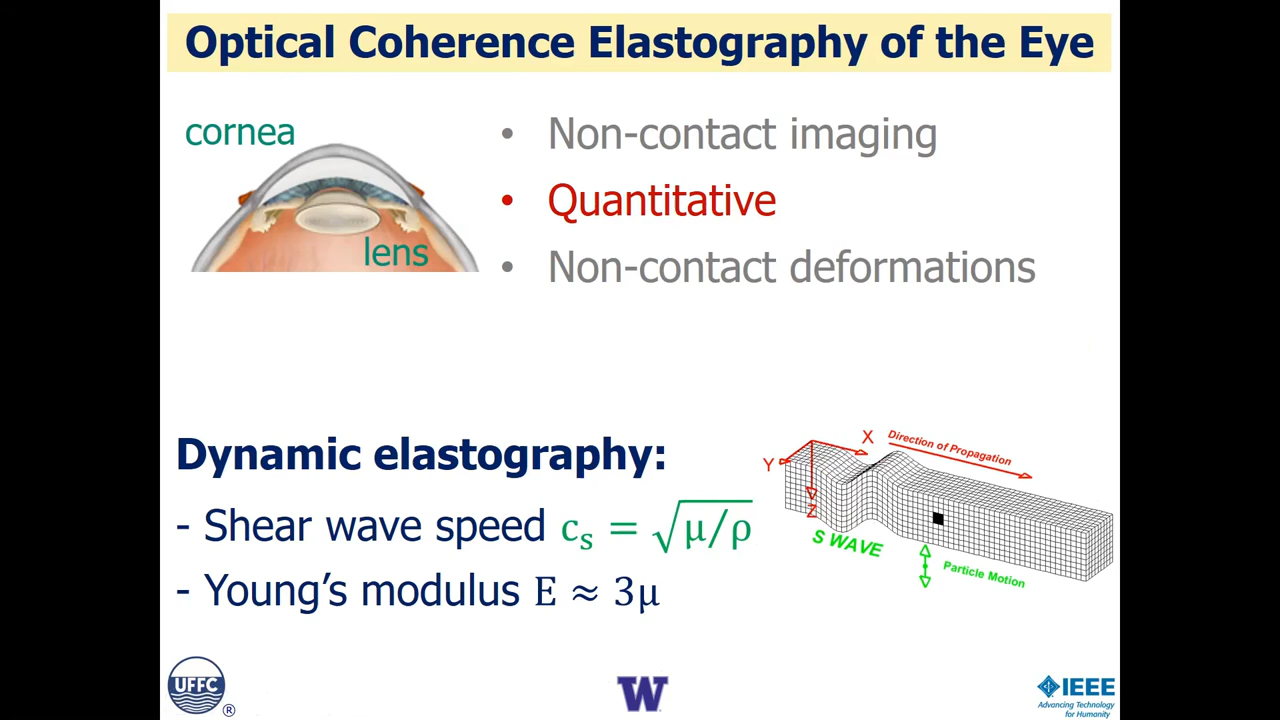 Optical Coherence Elastography of the Eye
cornea
lens
• Non-contact imaging
• Quantitative
• Non-contact deformations
Dynamic elastography:
- Shear wave speed cₛ = √μ/ρ
- Young’s modulus E ≈ 3μ
X
Y
Z
Direction of Propagation
S WAVE
Particle Motion
UFFC
®
W
IEEE
Advancing Technology
for Humanity